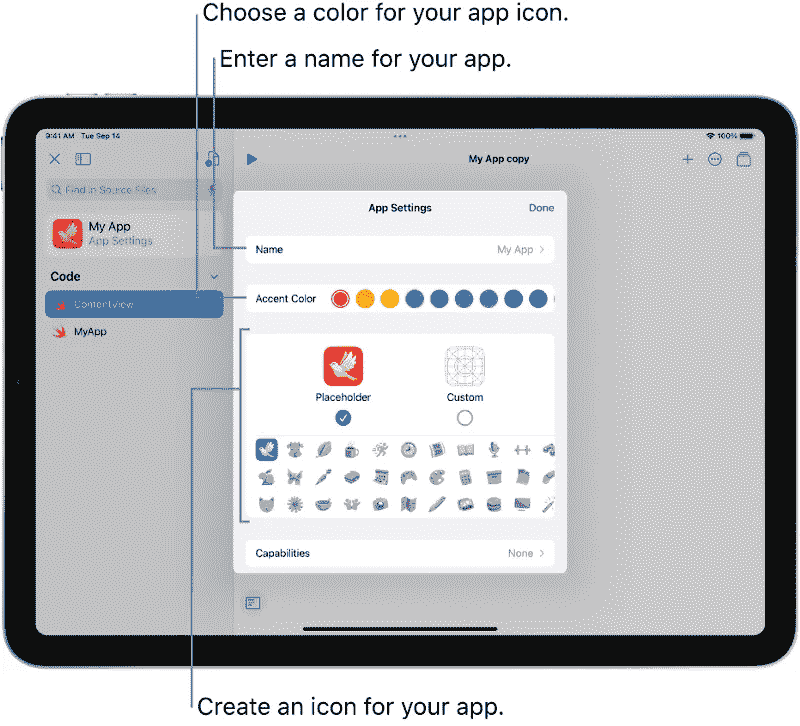 Choose a color for your app icon.
Enter a name for your app.
9:41 AM Tue Sep 14
100%
My App copy
Find in Source Files
My App
App Settings
Code
ContentView
MyApp
App Settings
Done
Name
My App
Accent Color
Placeholder
Custom
Capabilities
None
Create an icon for your app.